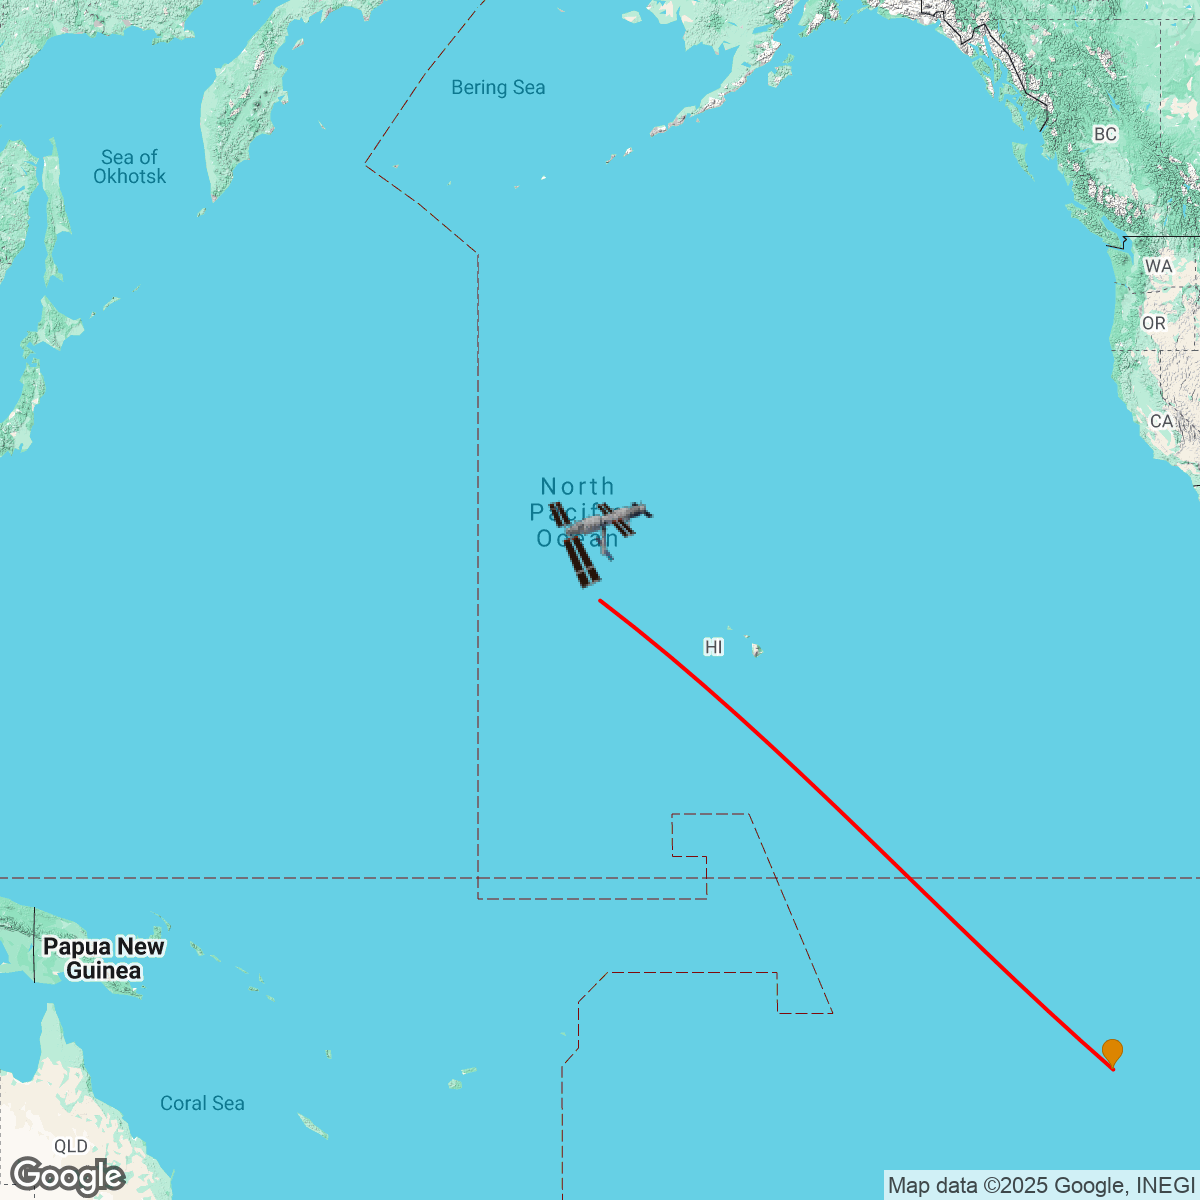 Bering Sea
Sea of
Okhotsk
BC
WA
OR
CA
North
Pacific
Ocean
HI
Papua New
Guinea
Coral Sea
QLD
Google
Map data ©2025 Google, INEGI